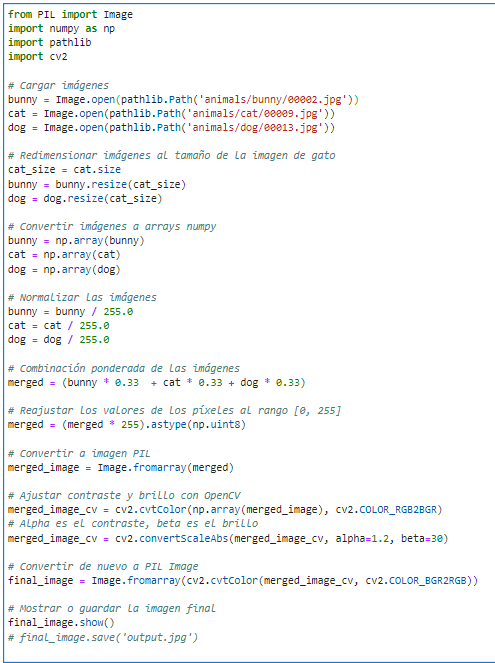 from PIL import Image
import numpy as np
import pathlib
import cv2

# Cargar imágenes
bunny = Image.open(pathlib.Path('animals/bunny/00002.jpg'))
cat = Image.open(pathlib.Path('animals/cat/00009.jpg'))
dog = Image.open(pathlib.Path('animals/dog/00013.jpg'))

# Redimensionar imágenes al tamaño de la imagen de gato
cat_size = cat.size
bunny = bunny.resize(cat_size)
dog = dog.resize(cat_size)

# Convertir imágenes a arrays numpy
bunny = np.array(bunny)
cat = np.array(cat)
dog = np.array(dog)

# Normalizar las imágenes
bunny = bunny / 255.0
cat = cat / 255.0
dog = dog / 255.0

# Combinación ponderada de las imágenes
merged = (bunny * 0.33  + cat * 0.33 + dog * 0.33)

# Reajustar los valores de los píxeles al rango [0, 255]
merged = (merged * 255).astype(np.uint8)

# Convertir a imagen PIL
merged_image = Image.fromarray(merged)

# Ajustar contraste y brillo con OpenCV
merged_image_cv = cv2.cvtColor(np.array(merged_image), cv2.COLOR_RGB2BGR)
# Alpha es el contraste, beta es el brillo
merged_image_cv = cv2.convertScaleAbs(merged_image_cv, alpha=1.2, beta=30)

# Convertir de nuevo a PIL Image
final_image = Image.fromarray(cv2.cvtColor(merged_image_cv, cv2.COLOR_BGR2RGB))

# Mostrar o guardar la imagen final
final_image.show()
# final_image.save('output.jpg')